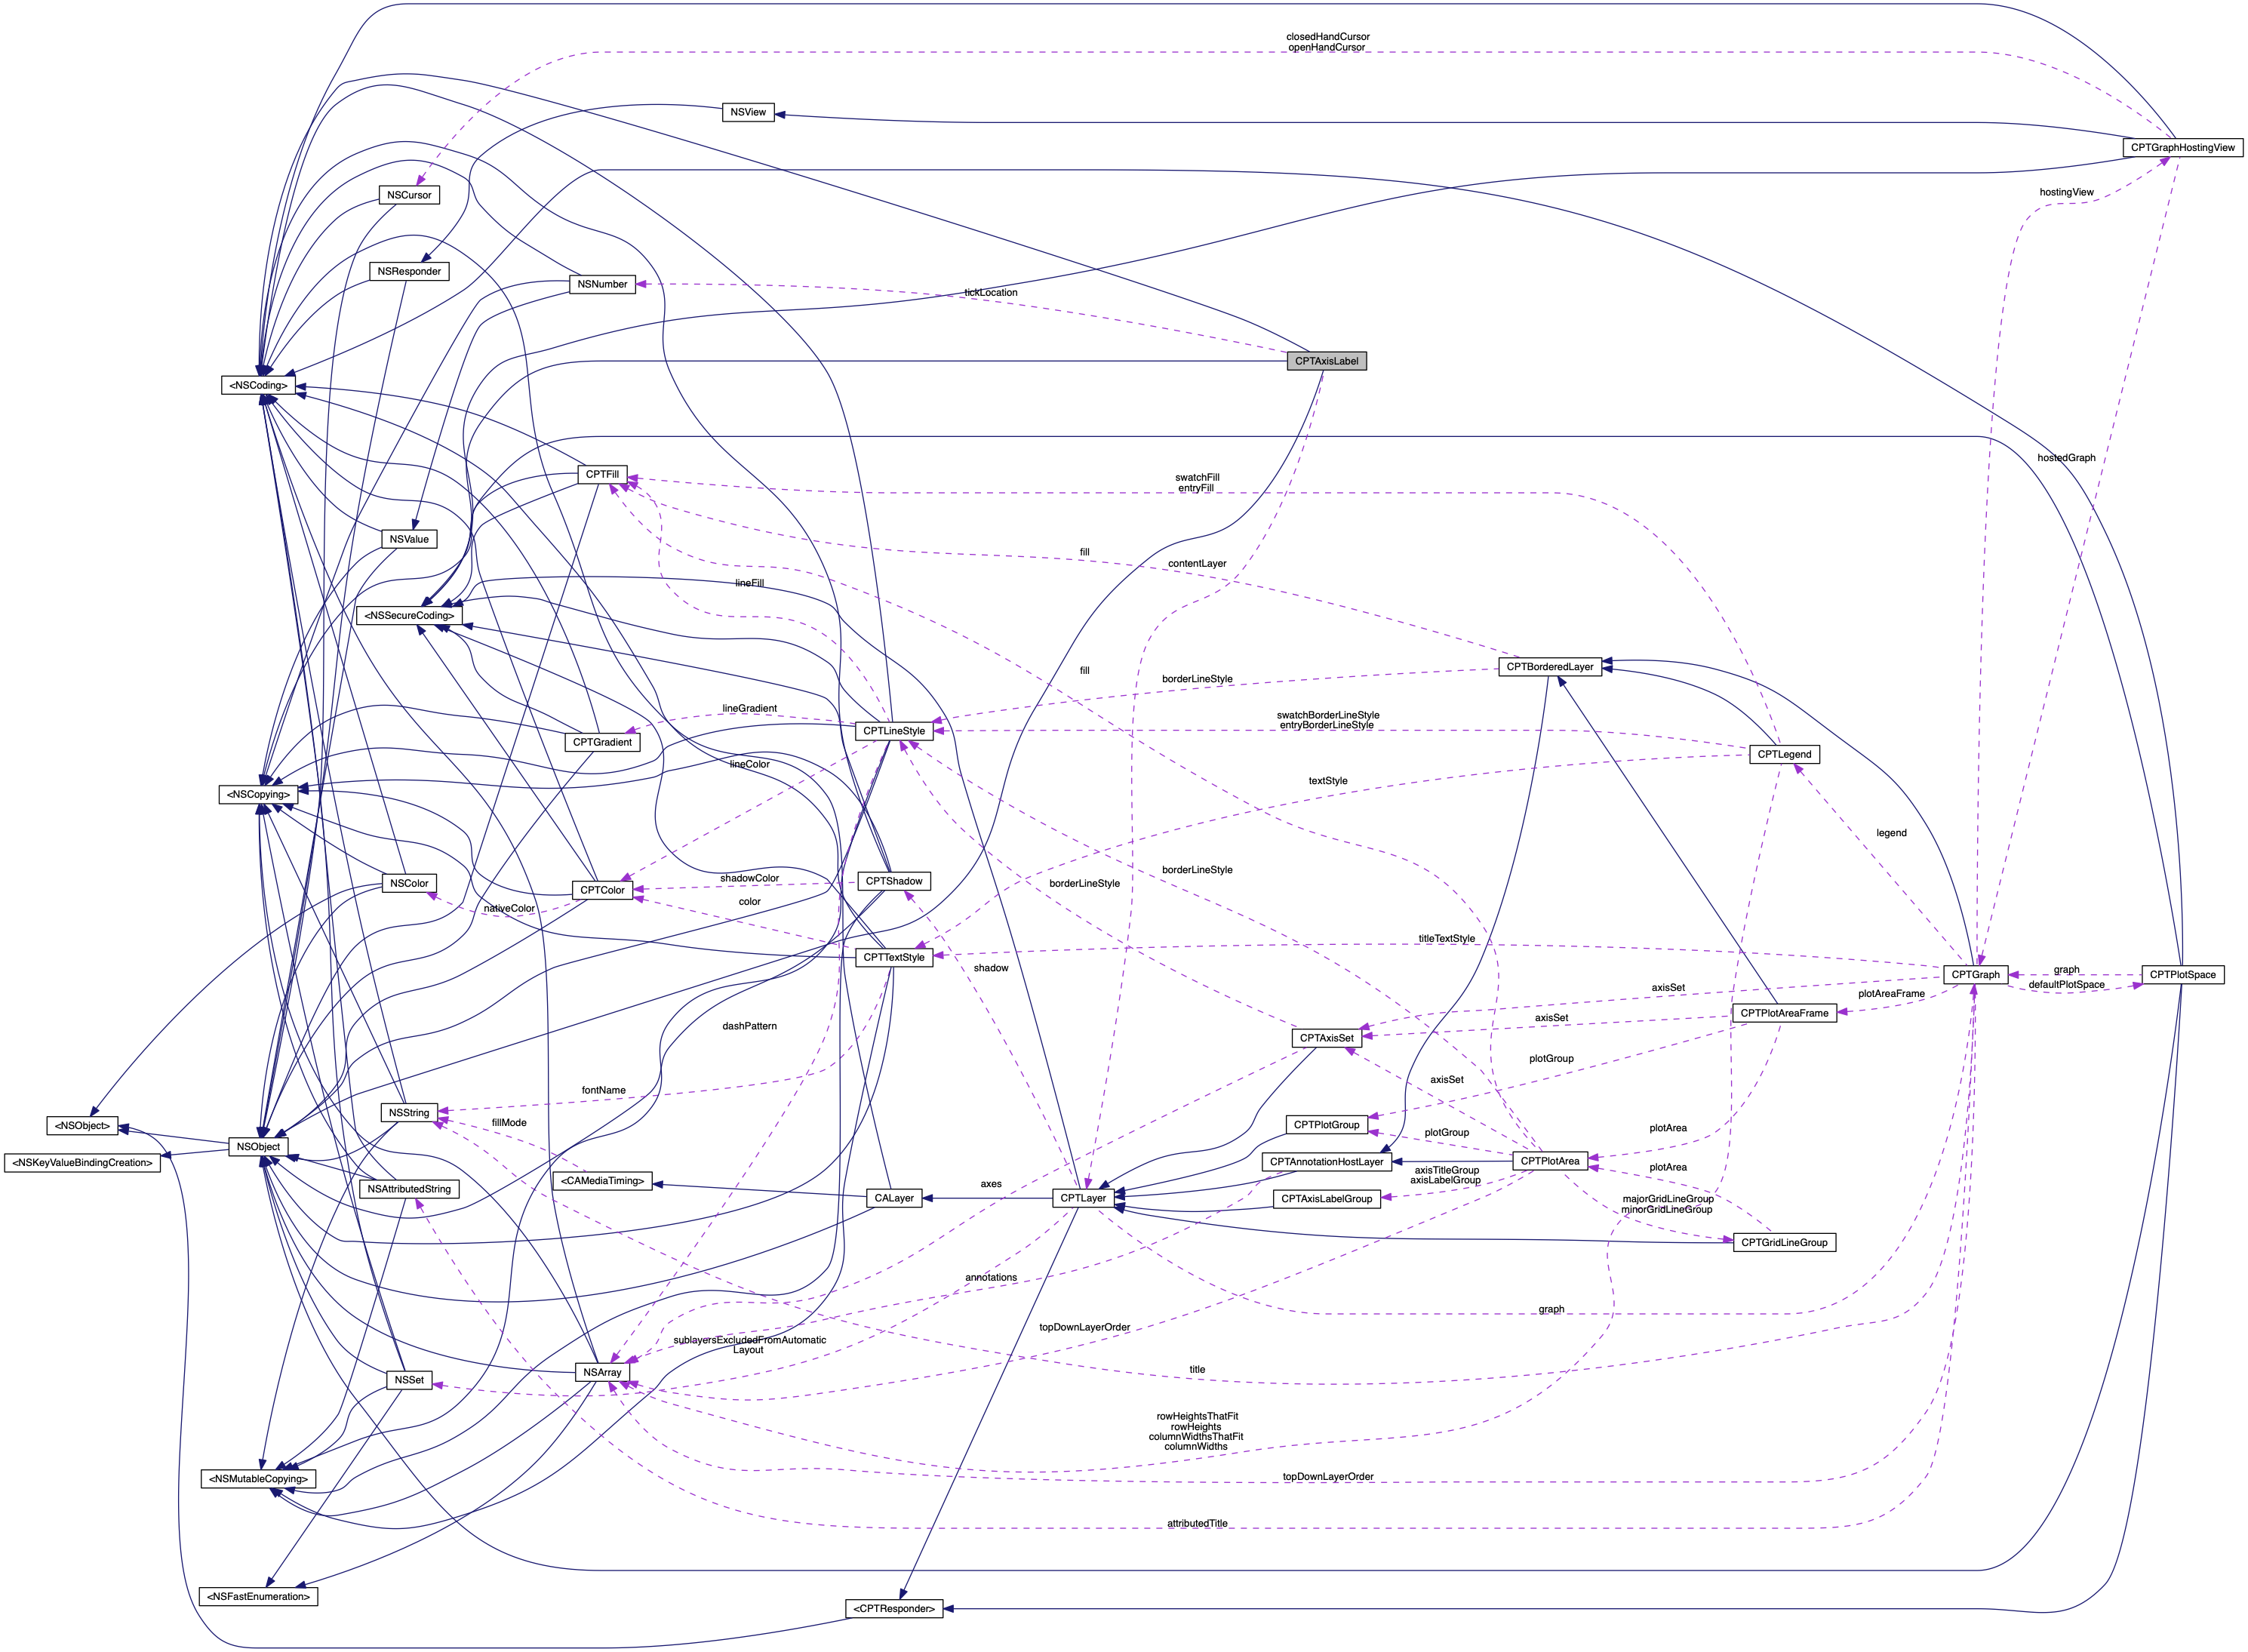 closedHandCursor
openHandCursor
NSView
CPTGraphHostingView
NSCursor
hostingView
NSResponder
NSNumber
tickLocation
CPTAxisLabel
<NSCoding>
hostedGraph
CPTFill
swatchFill
entryFill
NSValue
fill
contentLayer
lineFill
<NSSecureCoding>
CPTBorderedLayer
fill
borderLineStyle
lineGradient
swatchBorderLineStyle
entryBorderLineStyle
CPTLineStyle
CPTGradient
CPTLegend
lineColor
textStyle
<NSCopying>
legend
borderLineStyle
shadowColor
CPTShadow
borderLineStyle
NSColor
CPTColor
color
nativeColor
titleTextStyle
CPTTextStyle
shadow
graph
CPTGraph
CPTPlotSpace
axisSet
defaultPlotSpace
plotAreaFrame
CPTPlotAreaFrame
axisSet
dashPattern
CPTAxisSet
plotGroup
axisSet
fontName
NSString
<NSObject>
fillMode
CPTPlotGroup
plotArea
plotGroup
NSObject
<NSKeyValueBindingCreation>
CPTAnnotationHostLayer
CPTPlotArea
plotArea
axisTitleGroup
axisLabelGroup
<CAMediaTiming>
axes
NSAttributedString
CALayer
CPTLayer
CPTAxisLabelGroup
majorGridLineGroup
minorGridLineGroup
CPTGridLineGroup
annotations
graph
topDownLayerOrder
sublayersExcludedFromAutomatic
Layout
title
NSArray
NSSet
rowHeightsThatFit
rowHeights
columnWidthsThatFit
columnWidths
<NSMutableCopying>
topDownLayerOrder
attributedTitle
<NSFastEnumeration>
<CPTResponder>